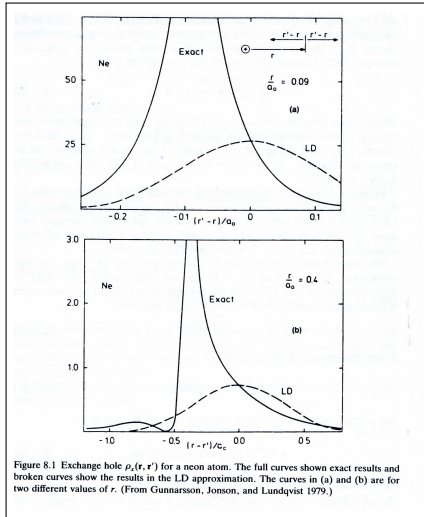 r'-r r'-r
r
Ne
Exact
r/a₀ = 0.09
(a)
LD
50
25
-0.2 -0.1 0 0.1
(r'-r)/a₀
3.0
2.0
1.0
Ne
Exact
r/a₀ = 0.4
(b)
LD
-1.0 -0.5 0.0 0.5
(r-r')/a₀
Figure 8.1 Exchange hole ρₓ(r, r') for a neon atom. The full curves shown exact results and
broken curves show the results in the LD approximation. The curves in (a) and (b) are for
two different values of r. (From Gunnarsson, Jonson, and Lundqvist 1979.)